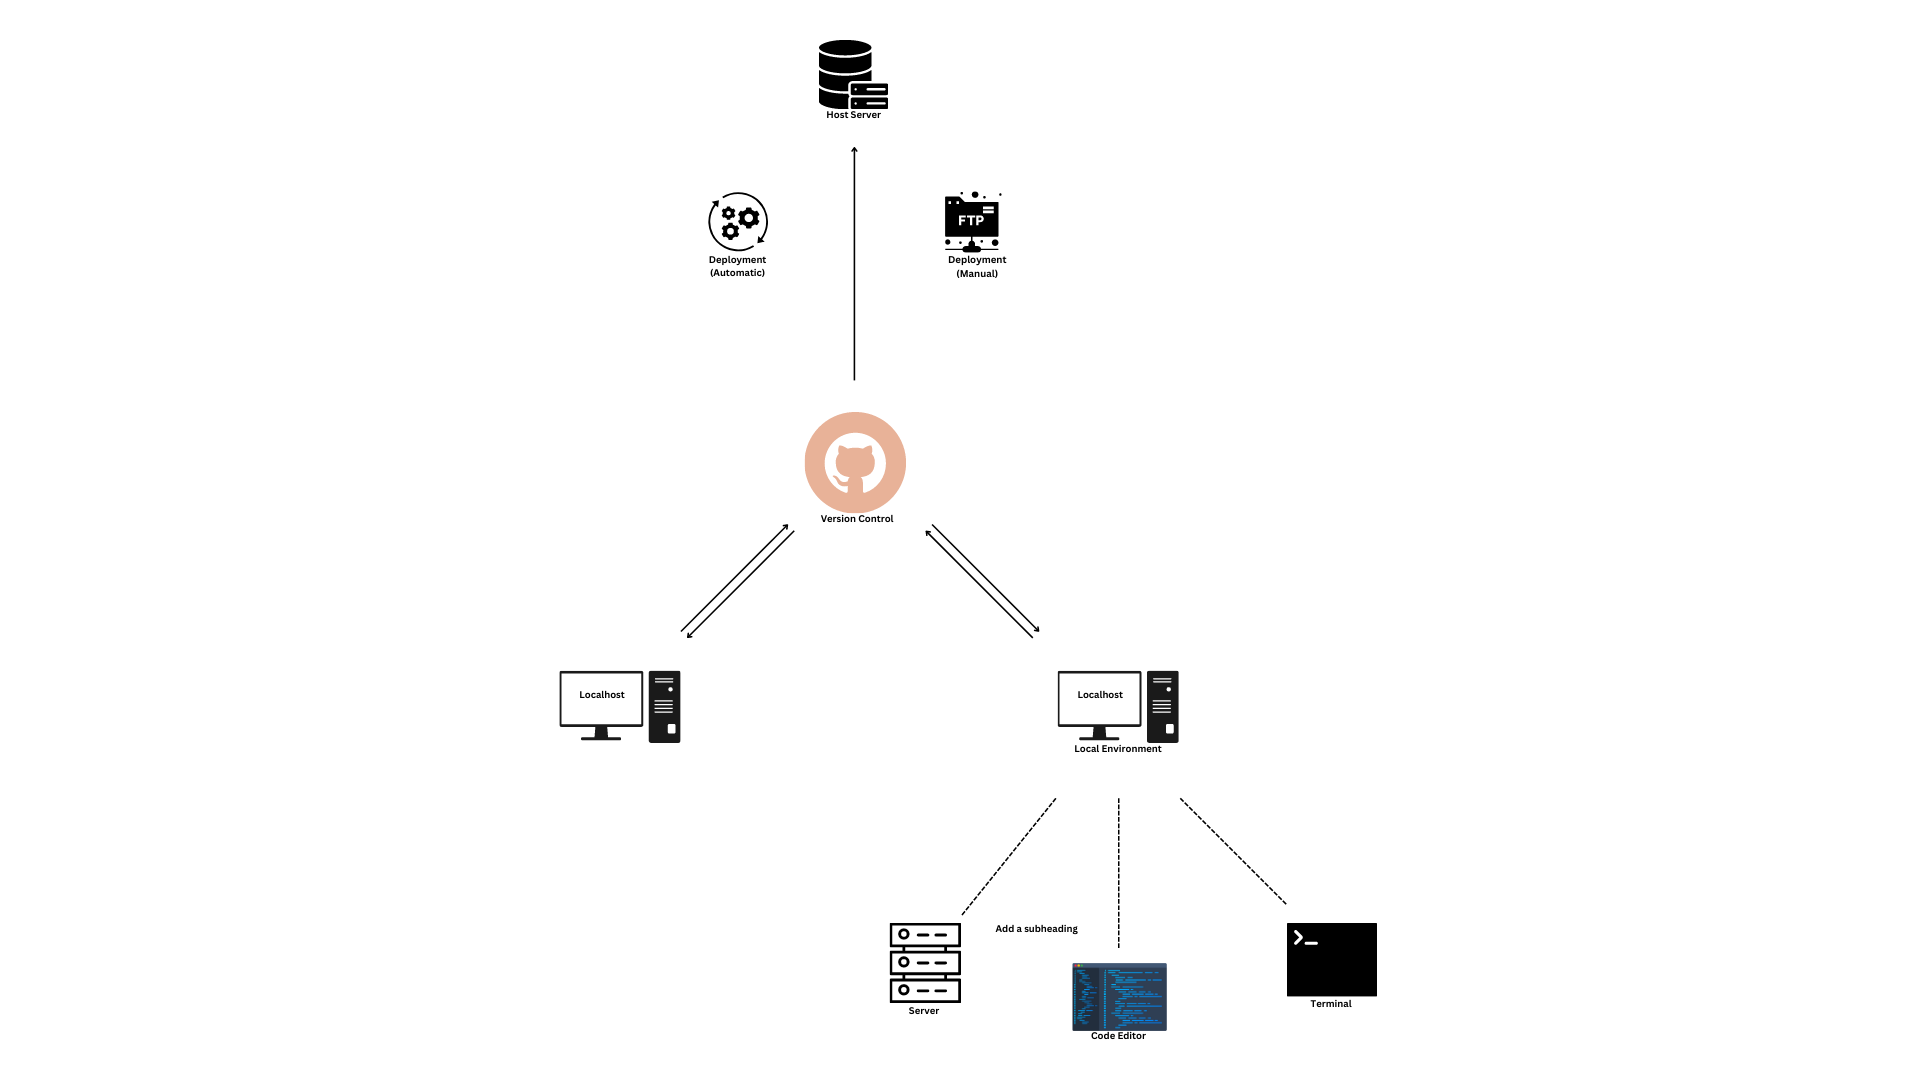 Host Server
FTP
Deployment
(Automatic)
Deployment
(Manual)
Version Control
Localhost
Localhost
Local Environment
Add a subheading
Server
Code Editor
Terminal